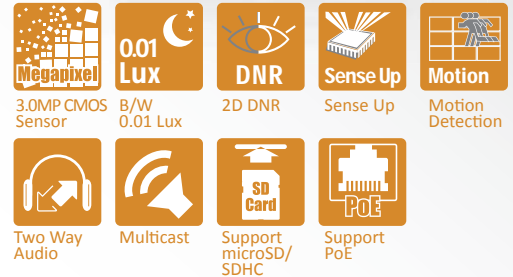 Megapixel
0.01
Lux
DNR
Sense Up
Motion
3.0MP CMOS
Sensor
B/W
0.01 Lux
2D DNR
Sense Up
Motion
Detection
SD
Card
PoE
Two Way
Audio
Multicast
Support
microSD/
SDHC
Support
PoE